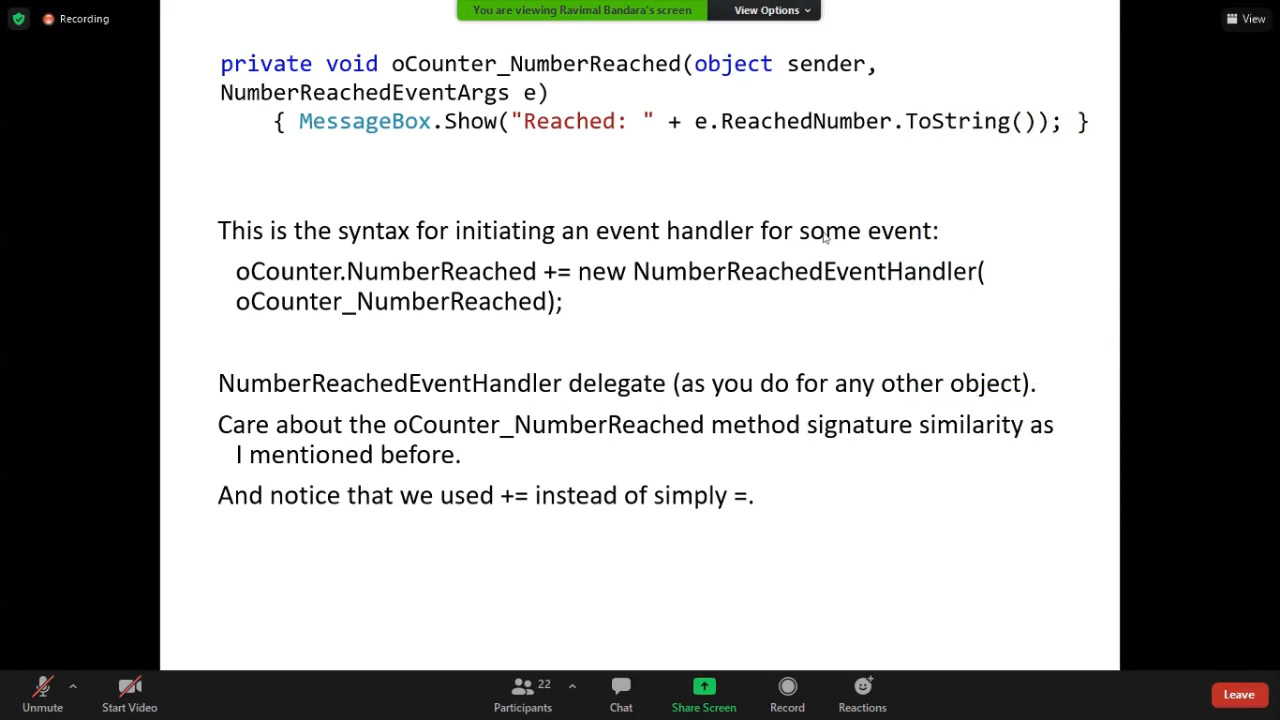 You are viewing Ravimal Bandara's screen
View Options
Recording
View
private void oCounter_NumberReached(object sender,
NumberReachedEventArgs e)
{ MessageBox.Show("Reached: " + e.ReachedNumber.ToString()); }
This is the syntax for initiating an event handler for some event:
oCounter.NumberReached += new NumberReachedEventHandler(
oCounter_NumberReached);
NumberReachedEventHandler delegate (as you do for any other object).
Care about the oCounter_NumberReached method signature similarity as
I mentioned before.
And notice that we used += instead of simply =.
Unmute
Start Video
22
Participants
Chat
Share Screen
Record
Reactions
Leave